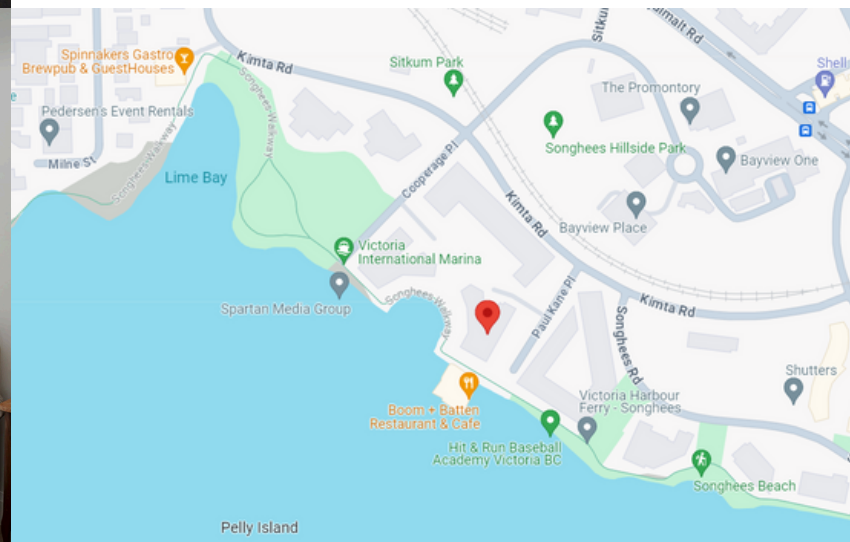 Spinnakers Gastro
Brewpub & GuestHouses
Kimta Rd
Sitkum Park
Shell
The Promontory
Pedersen's Event Rentals
Songhees Walkway
Songhees Walkway
Songhees Hillside Park
Bayview One
Milne St
Lime Bay
Cooperage Pl
Kimta Rd
Bayview Place
Victoria
International Marina
Spartan Media Group
Songhees Walkway
Paul Kane Pl
Kimta Rd
Songhees Rd
Shutters
Victoria Harbour
Ferry - Songhees
Boom + Batten
Restaurant & Cafe
Hit & Run Baseball
Academy Victoria BC
Songhees Beach
Pelly Island